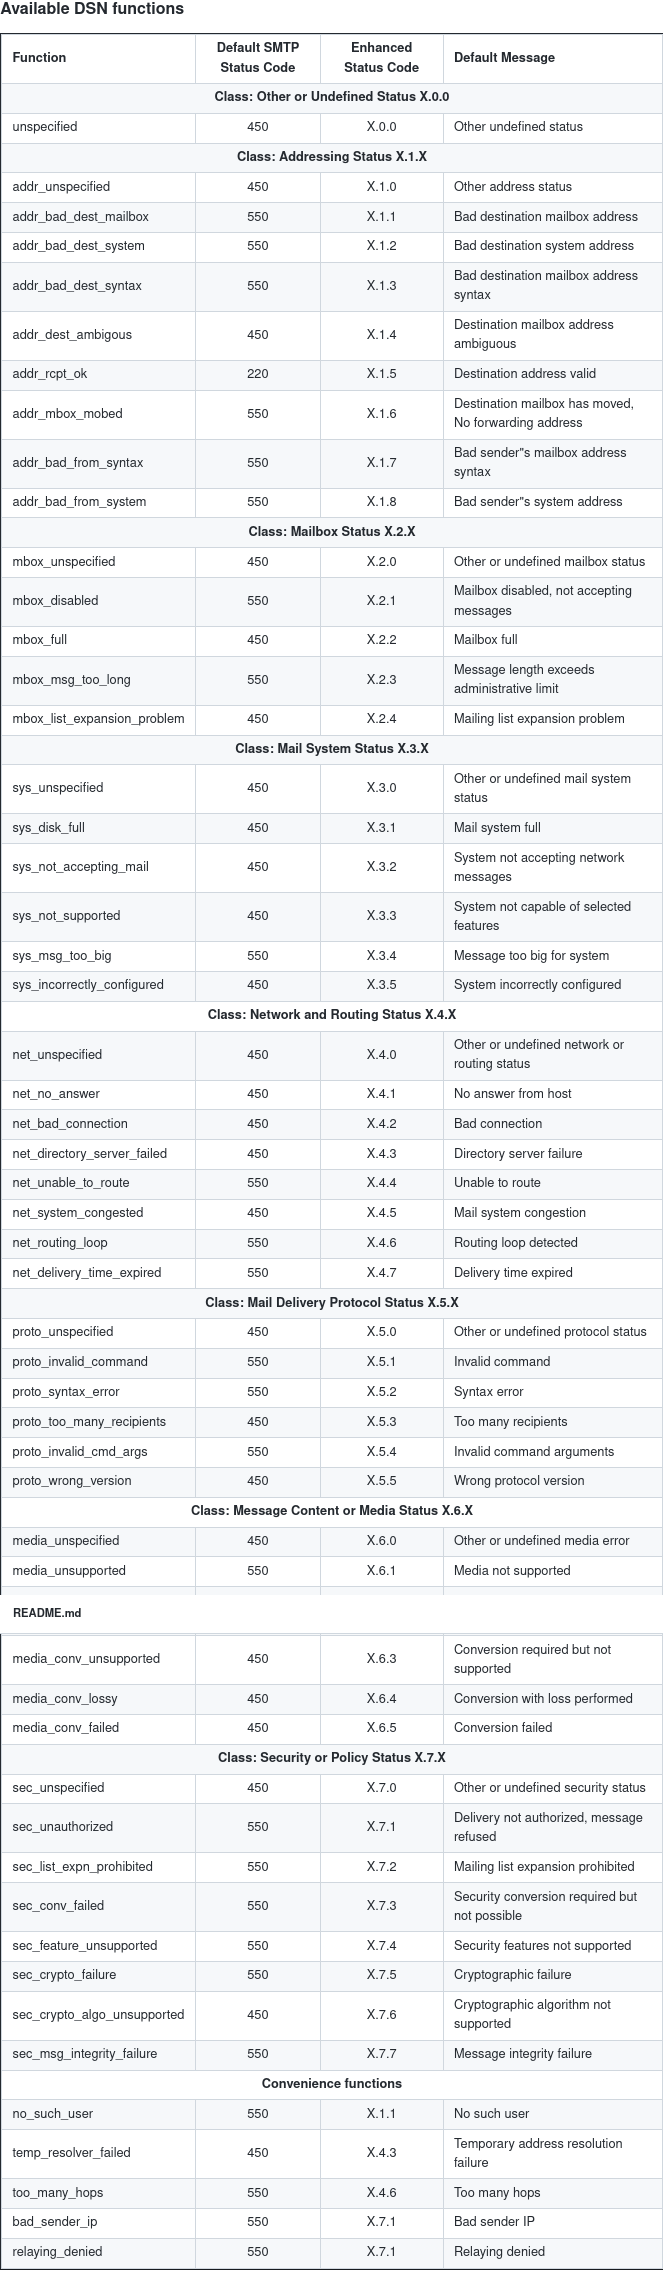 Available DSN functions
Function Default SMTP Status Code Enhanced Status Code Default Message
Class: Other or Undefined Status X.0.0
unspecified 450 X.0.0 Other undefined status
Class: Addressing Status X.1.X
addr_unspecified 450 X.1.0 Other address status
addr_bad_dest_mailbox 550 X.1.1 Bad destination mailbox address
addr_bad_dest_system 550 X.1.2 Bad destination system address
addr_bad_dest_syntax 550 X.1.3 Bad destination mailbox address
syntax
addr_dest_ambigous 450 X.1.4 Destination mailbox address
ambiguous
addr_rcpt_ok 220 X.1.5 Destination address valid
addr_mbox_mobed 550 X.1.6 Destination mailbox has moved,
No forwarding address
addr_bad_from_syntax 550 X.1.7 Bad sender"s mailbox address
syntax
addr_bad_from_system 550 X.1.8 Bad sender"s system address
Class: Mailbox Status X.2.X
mbox_unspecified 450 X.2.0 Other or undefined mailbox status
mbox_disabled 550 X.2.1 Mailbox disabled, not accepting
messages
mbox_full 450 X.2.2 Mailbox full
mbox_msg_too_long 550 X.2.3 Message length exceeds
administrative limit
mbox_list_expansion_problem 450 X.2.4 Mailing list expansion problem
Class: Mail System Status X.3.X
sys_unspecified 450 X.3.0 Other or undefined mail system
status
sys_disk_full 450 X.3.1 Mail system full
sys_not_accepting_mail 450 X.3.2 System not accepting network
messages
sys_not_supported 450 X.3.3 System not capable of selected
features
sys_msg_too_big 550 X.3.4 Message too big for system
sys_incorrectly_configured 450 X.3.5 System incorrectly configured
Class: Network and Routing Status X.4.X
net_unspecified 450 X.4.0 Other or undefined network or
routing status
net_no_answer 450 X.4.1 No answer from host
net_bad_connection 450 X.4.2 Bad connection
net_directory_server_failed 450 X.4.3 Directory server failure
net_unable_to_route 550 X.4.4 Unable to route
net_system_congested 450 X.4.5 Mail system congestion
net_routing_loop 550 X.4.6 Routing loop detected
net_delivery_time_expired 550 X.4.7 Delivery time expired
Class: Mail Delivery Protocol Status X.5.X
proto_unspecified 450 X.5.0 Other or undefined protocol status
proto_invalid_command 550 X.5.1 Invalid command
proto_syntax_error 550 X.5.2 Syntax error
proto_too_many_recipients 450 X.5.3 Too many recipients
proto_invalid_cmd_args 550 X.5.4 Invalid command arguments
proto_wrong_version 450 X.5.5 Wrong protocol version
Class: Message Content or Media Status X.6.X
media_unspecified 450 X.6.0 Other or undefined media error
media_unsupported 550 X.6.1 Media not supported
README.md
media_conv_unsupported 450 X.6.3 Conversion required but not
supported
media_conv_lossy 450 X.6.4 Conversion with loss performed
media_conv_failed 450 X.6.5 Conversion failed
Class: Security or Policy Status X.7.X
sec_unspecified 450 X.7.0 Other or undefined security status
sec_unauthorized 550 X.7.1 Delivery not authorized, message
refused
sec_list_expn_prohibited 550 X.7.2 Mailing list expansion prohibited
sec_conv_failed 550 X.7.3 Security conversion required but
not possible
sec_feature_unsupported 550 X.7.4 Security features not supported
sec_crypto_failure 550 X.7.5 Cryptographic failure
sec_crypto_algo_unsupported 450 X.7.6 Cryptographic algorithm not
supported
sec_msg_integrity_failure 550 X.7.7 Message integrity failure
Convenience functions
no_such_user 550 X.1.1 No such user
temp_resolver_failed 450 X.4.3 Temporary address resolution
failure
too_many_hops 550 X.4.6 Too many hops
bad_sender_ip 550 X.7.1 Bad sender IP
relaying_denied 550 X.7.1 Relaying denied